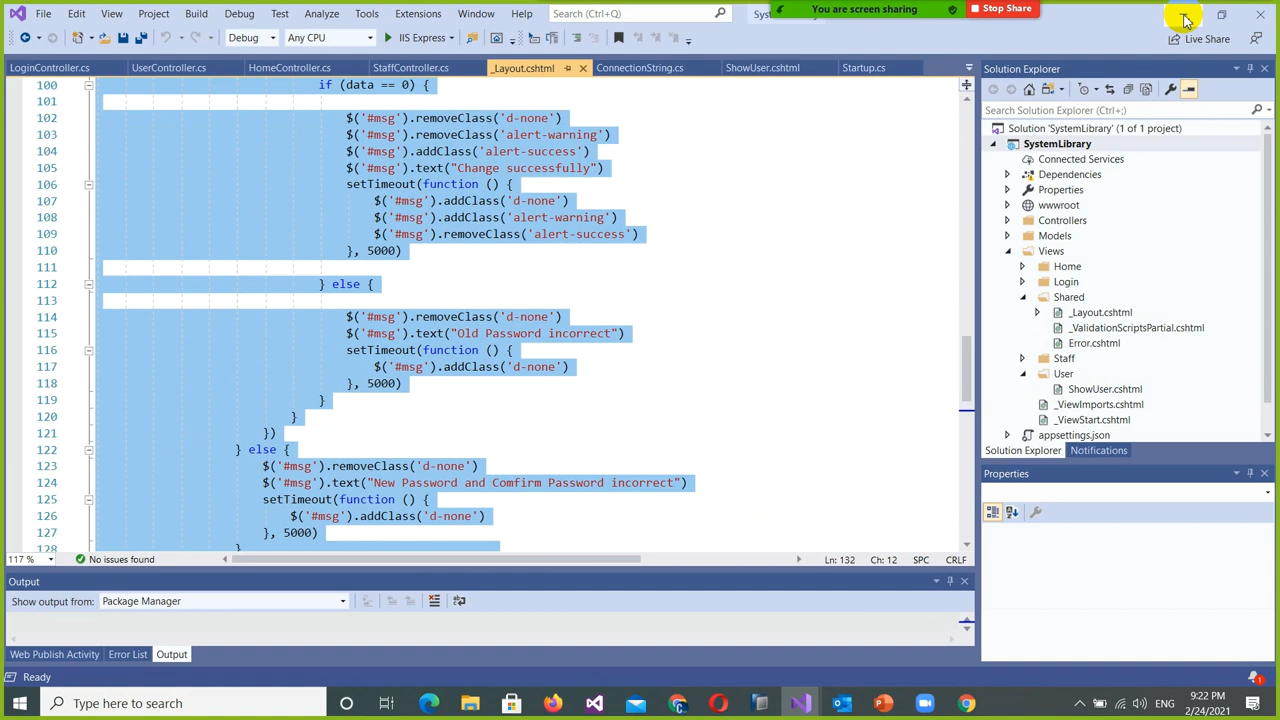 File Edit View Project Build Debug Test Analyze Tools Extensions Window Help Search (Ctrl+Q)
You are screen sharing Stop Share
Debug Any CPU IIS Express Live Share
LoginController.cs UserController.cs HomeController.cs StaffController.cs _Layout.cshtml ConnectionString.cs ShowUser.cshtml Startup.cs
100 if (data == 0) {
101
102 $('#msg').removeClass('d-none')
103 $('#msg').removeClass('alert-warning')
104 $('#msg').addClass('alert-success')
105 $('#msg').text("Change successfully")
106 setTimeout(function () {
107 $('#msg').addClass('d-none')
108 $('#msg').addClass('alert-warning')
109 $('#msg').removeClass('alert-success')
110 }, 5000)
111
112 } else {
113
114 $('#msg').removeClass('d-none')
115 $('#msg').text("Old Password incorrect")
116 setTimeout(function () {
117 $('#msg').addClass('d-none')
118 }, 5000)
119 }
120 }
121 })
122 } else {
123 $('#msg').removeClass('d-none')
124 $('#msg').text("New Password and Comfirm Password incorrect")
125 setTimeout(function () {
126 $('#msg').addClass('d-none')
127 }, 5000)
128 }
117 % No issues found Ln: 132 Ch: 12 SPC CRLF
Output
Show output from: Package Manager
Web Publish Activity Error List Output
Ready
Solution Explorer
Search Solution Explorer (Ctrl+;)
Solution 'SystemLibrary' (1 of 1 project)
SystemLibrary
Connected Services
Dependencies
Properties
wwwroot
Controllers
Models
Views
Home
Login
Shared
_Layout.cshtml
_ValidationScriptsPartial.cshtml
Error.cshtml
Staff
User
ShowUser.cshtml
_ViewImports.cshtml
_ViewStart.cshtml
appsettings.json
Solution Explorer Notifications
Properties
1
Type here to search
ENG
9:22 PM
2/24/2021